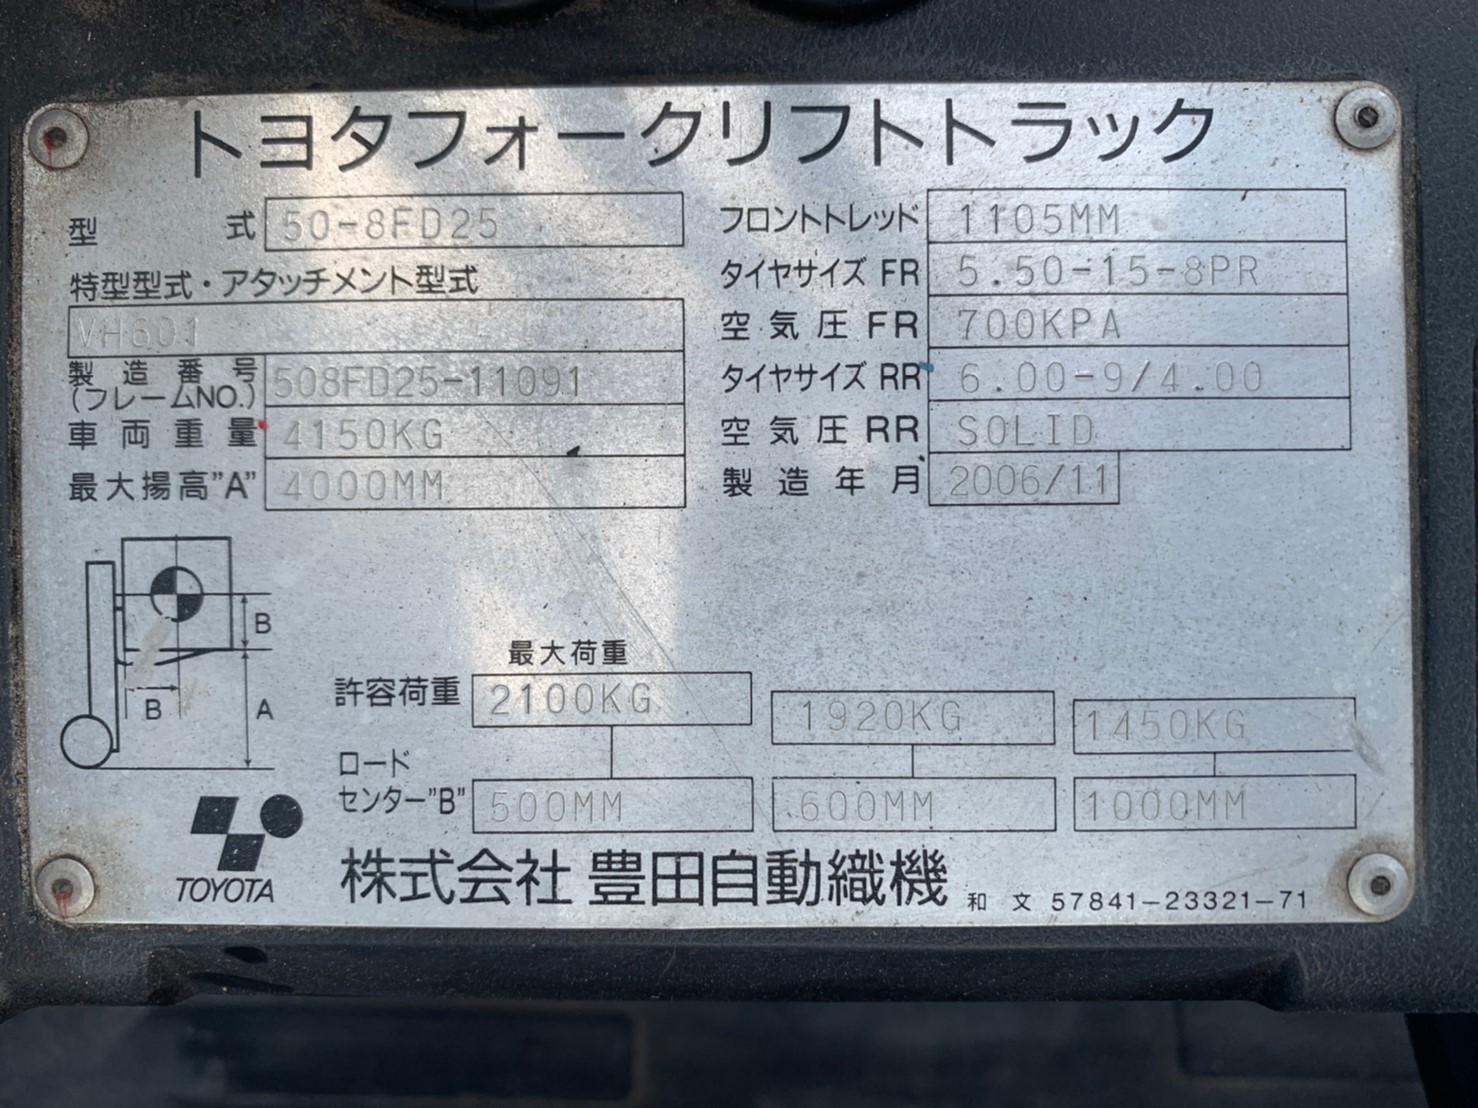 トヨタフォークリフトトラック
型 式 50-8FD25
特型型式・アタッチメント型式
VH601
製造番号 508FD25-11091
(フレームNO.)
車両重量 4150KG
最大揚高"A" 4000MM
フロントトレッド 1105MM
タイヤサイズ FR 5.50-15-8PR
空気圧 FR 700KPA
タイヤサイズ RR 6.00-9/4.00
空気圧 RR SOLID
製造年月 2006/11
B
B
A
最大荷重
許容荷重 2100KG 1920KG 1450KG
ロード
センター"B" 500MM 600MM 1000MM
TOYOTA
株式会社 豊田自動織機 和文 57841-23321-71